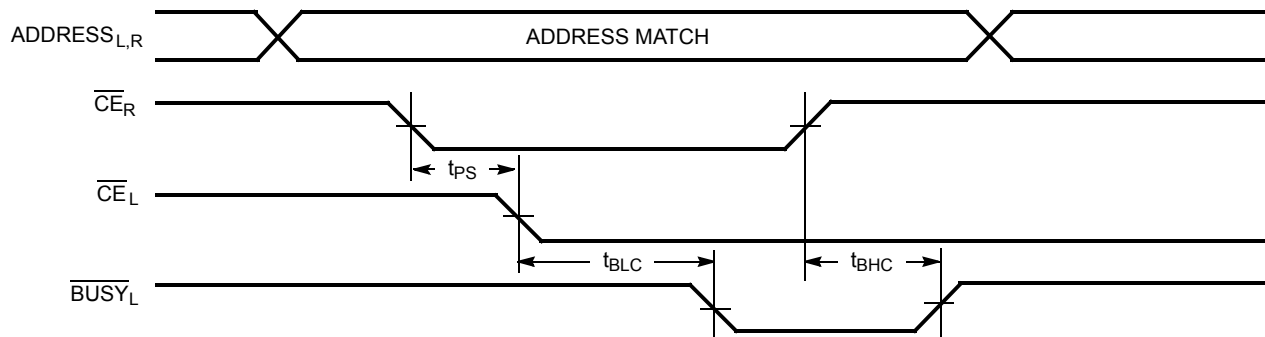 ADDRESS_L,R ADDRESS MATCH
CE_R
t_PS
CE_L
t_BLC t_BHC
BUSY_L